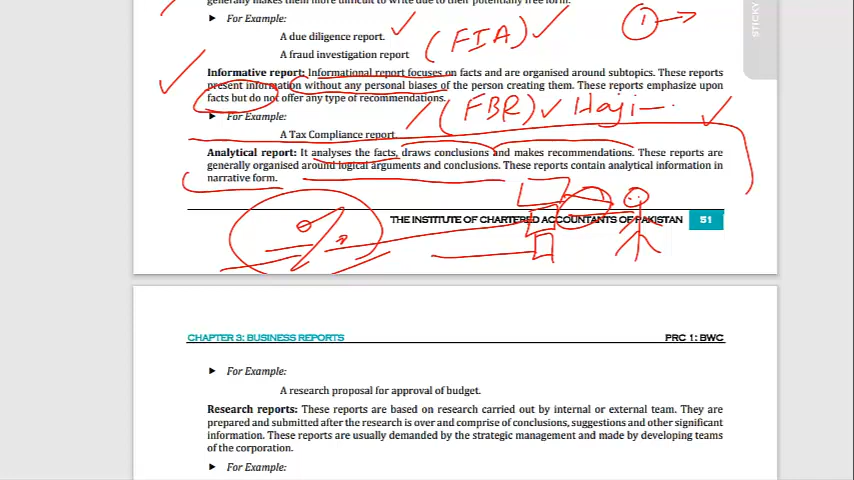 generally makes them more difficult to write due to their potentially free form.
▶ For Example:
A due diligence report.
A fraud investigation report
(FIA)
1
STICKY
Informative report: Informational report focuses on facts and are organised around subtopics. These reports
present information without any personal biases of the person creating them. These reports emphasize upon
facts but do not offer any type of recommendations.
▶ For Example:
(FBR) Haji
A Tax Compliance report.
Analytical report: It analyses the facts, draws conclusions and makes recommendations. These reports are
generally organised around logical arguments and conclusions. These reports contain analytical information in
narrative form.
THE INSTITUTE OF CHARTERED ACCOUNTANTS OF PAKISTAN 51
CHAPTER 3: BUSINESS REPORTS PRC 1: BWC
▶ For Example:
A research proposal for approval of budget.
Research reports: These reports are based on research carried out by internal or external team. They are
prepared and submitted after the research is over and comprise of conclusions, suggestions and other significant
information. These reports are usually demanded by the strategic management and made by developing teams
of the corporation.
▶ For Example: